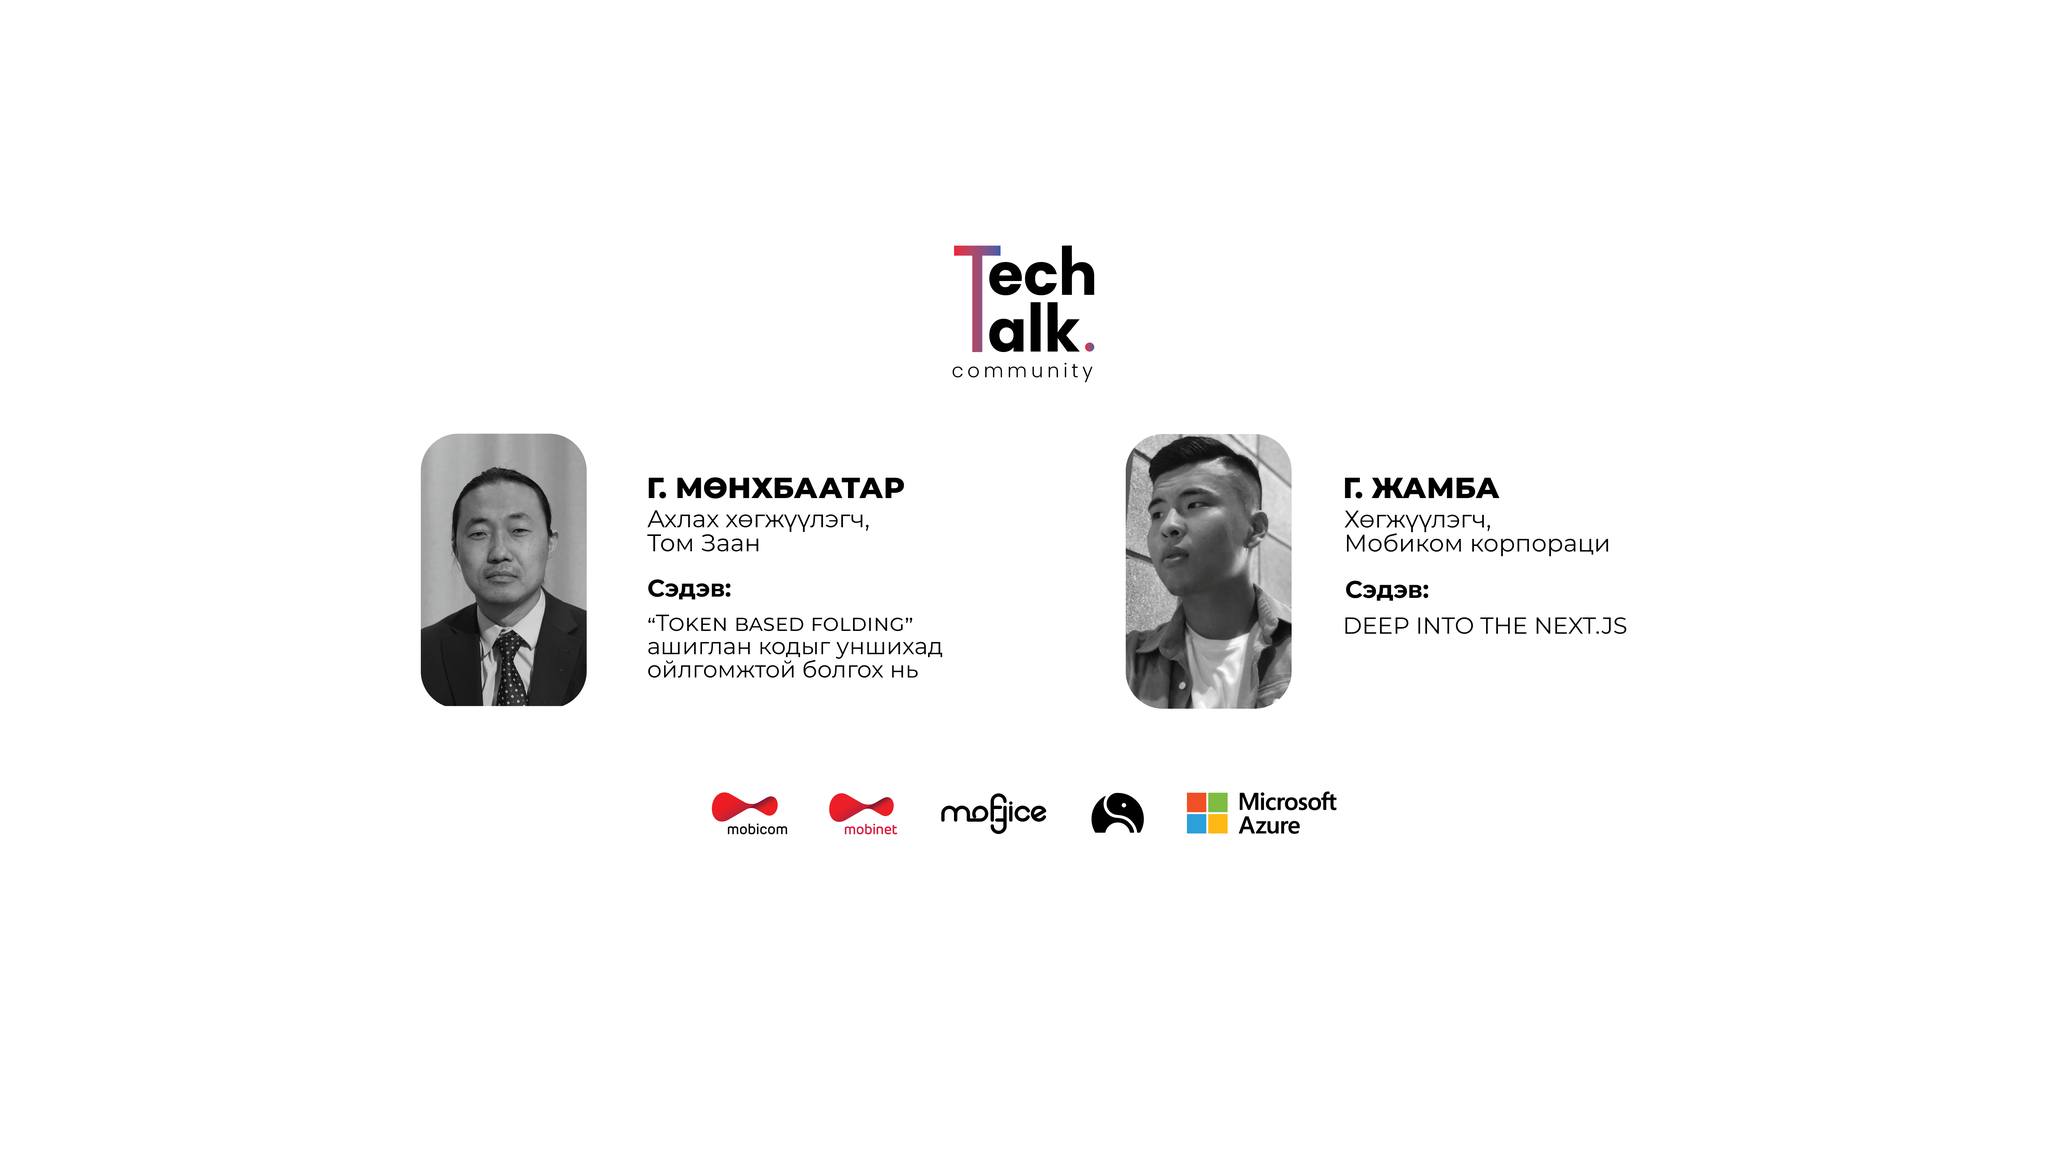 Tech
Talk.
community
Г. МӨНХБААТАР
Ахлах хөгжүүлэгч,
Том Заан
Сэдэв:
“TOKEN BASED FOLDING”
ашиглан кодыг уншихад
ойлгомжтой болгох нь
Г. ЖАМБА
Хөгжүүлэгч,
Мобиком корпораци
Сэдэв:
DEEP INTO THE NEXT.JS
mobicom
mobinet
moffice
Microsoft
Azure